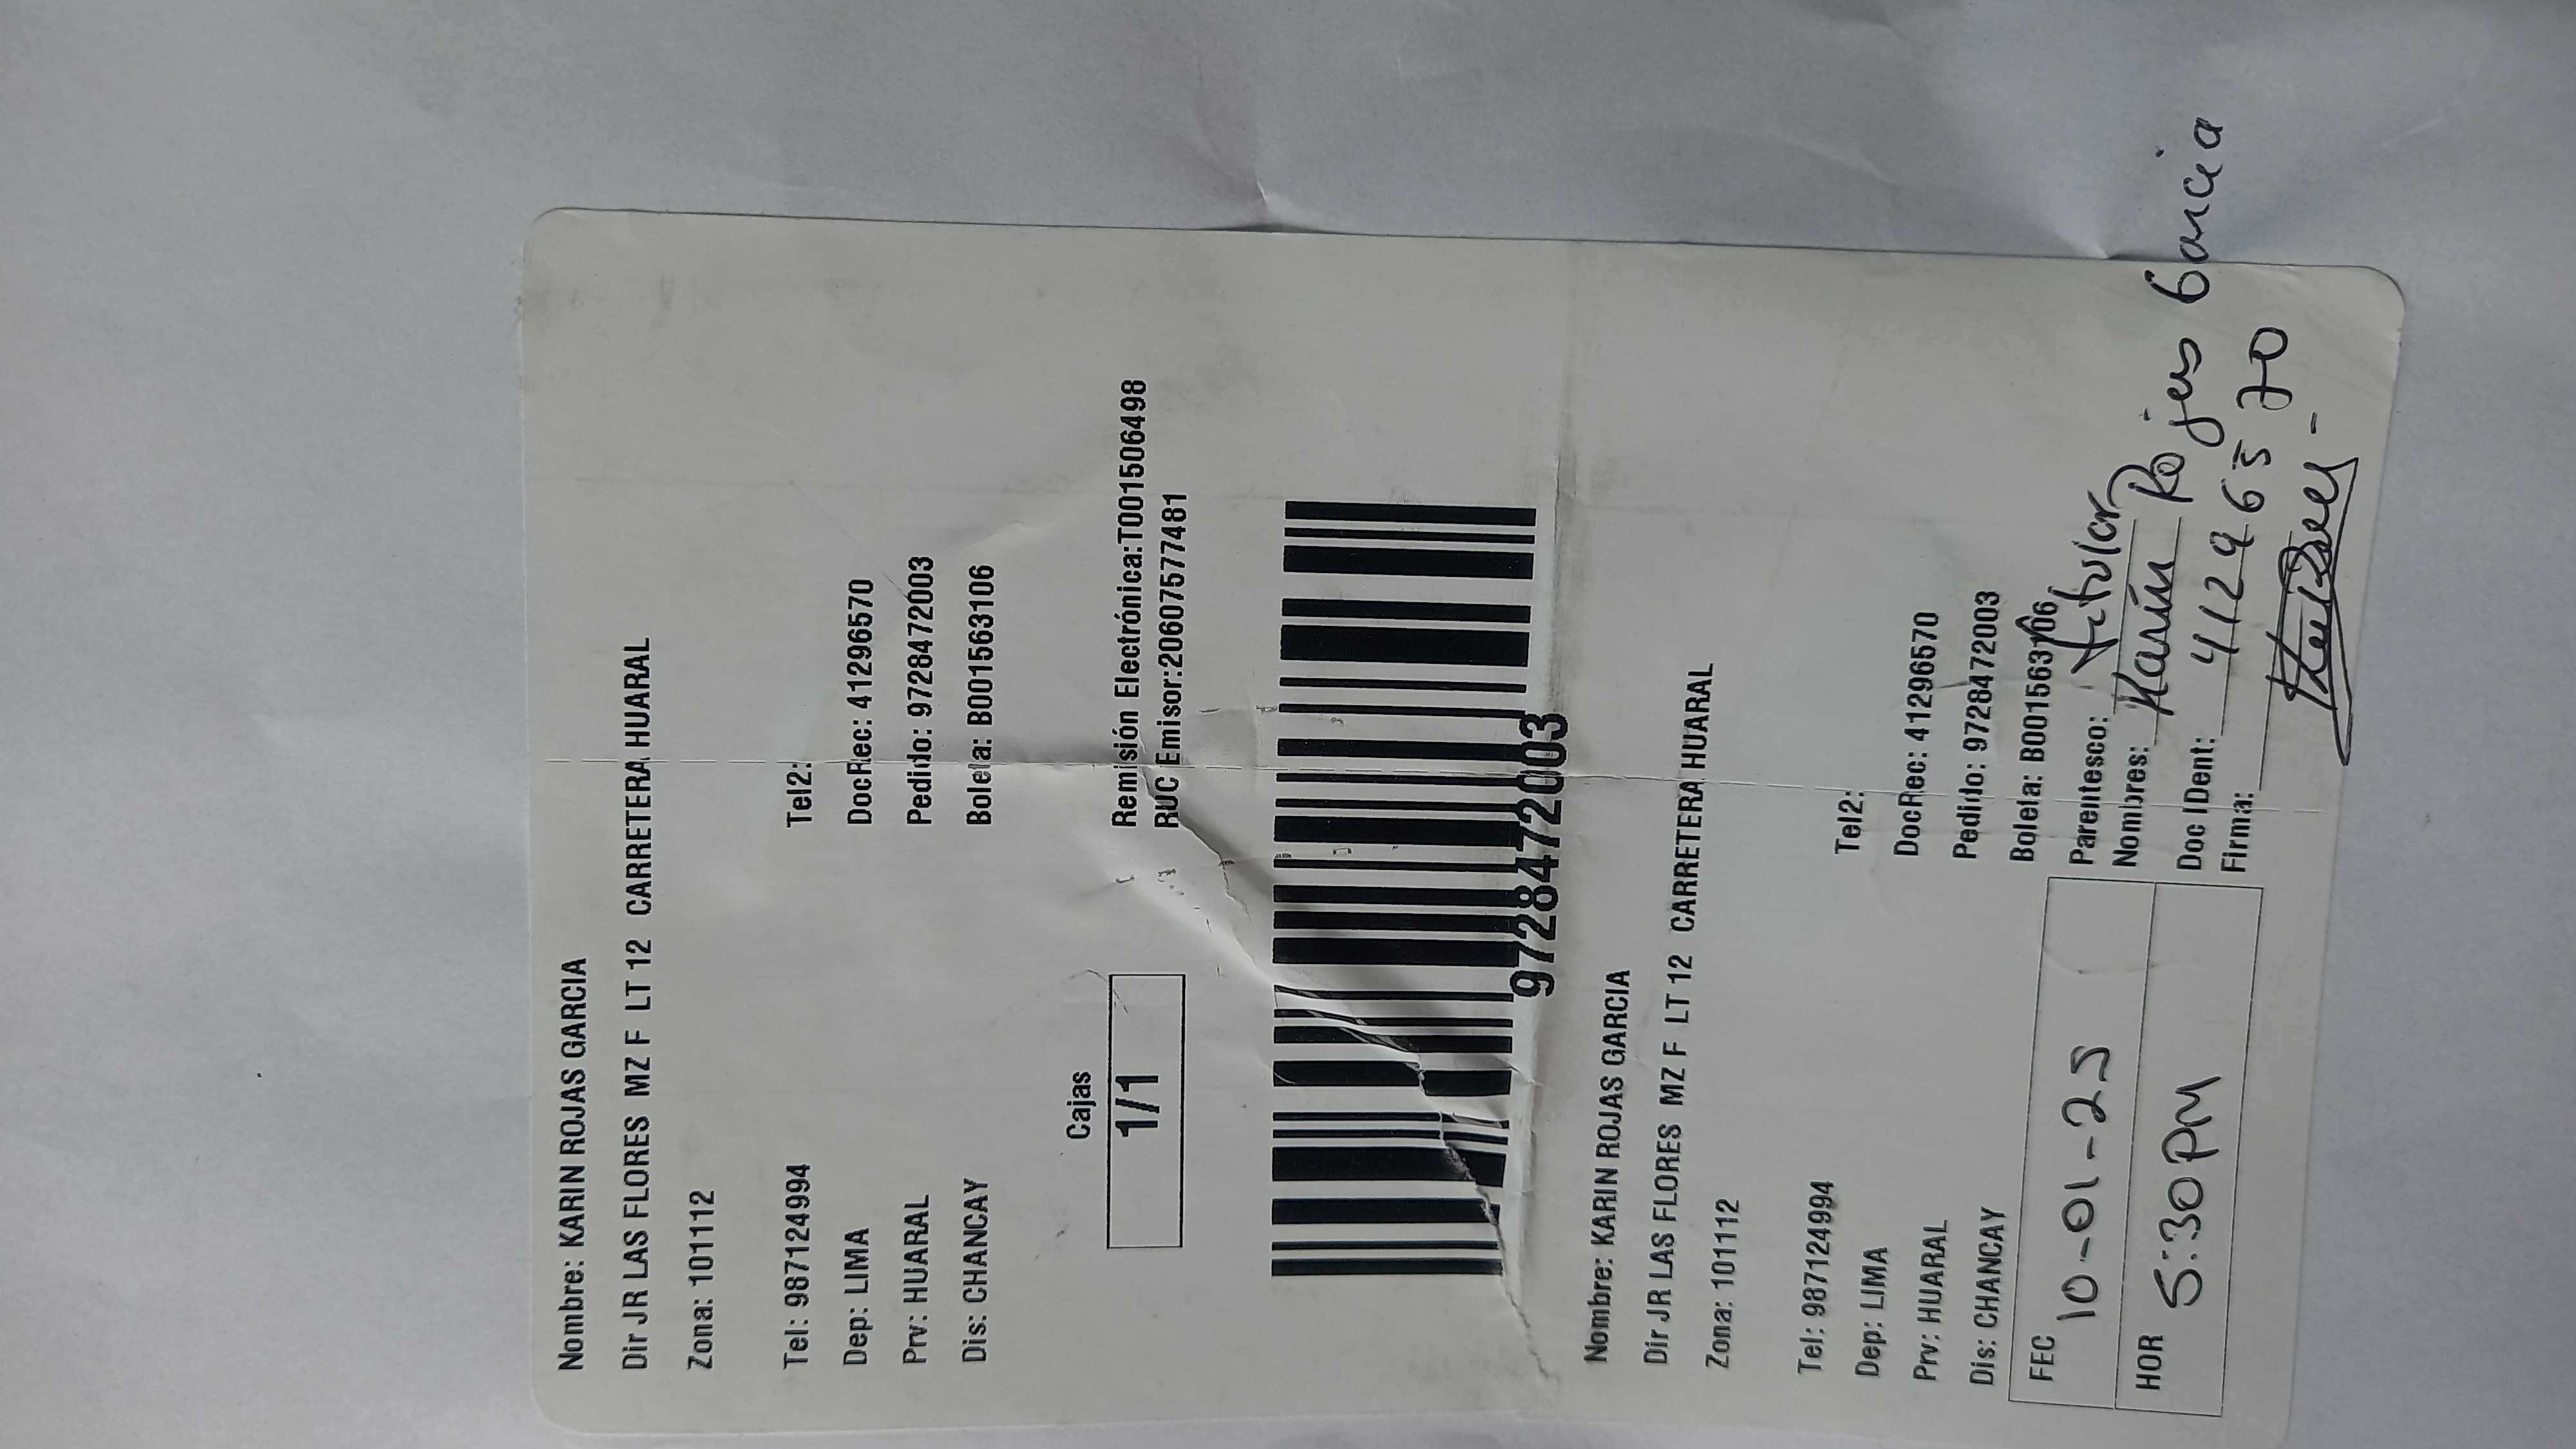 Nombre: KARIN ROJAS GARCIA
Dir JR LAS FLORES MZ F LT 12 CARRETERA HUARAL
Zona: 101112
Tel: 987124994 Tel2:
Dep: LIMA DocRec: 41296570
Prv: HUARAL Pedido: 9728472003
Dis: CHANCAY Boleta: B001563106
Cajas
1/1
Remisión Electrónica:T001506498
RUC Emisor:20607577481
9728472003
Nombre: KARIN ROJAS GARCIA
Dir JR LAS FLORES MZ F LT 12 CARRETERA HUARAL
Zona: 101112
Tel: 987124994 Tel2:
Dep: LIMA DocRec: 41296570
Prv: HUARAL Pedido: 9728472003
Dis: CHANCAY Boleta: B001563106
FEC 10-01-25
HOR 5:30 PM
Parentesco: titular
Nombres: Karin Rojas Garcia
Doc IDent: 41296570
Firma: